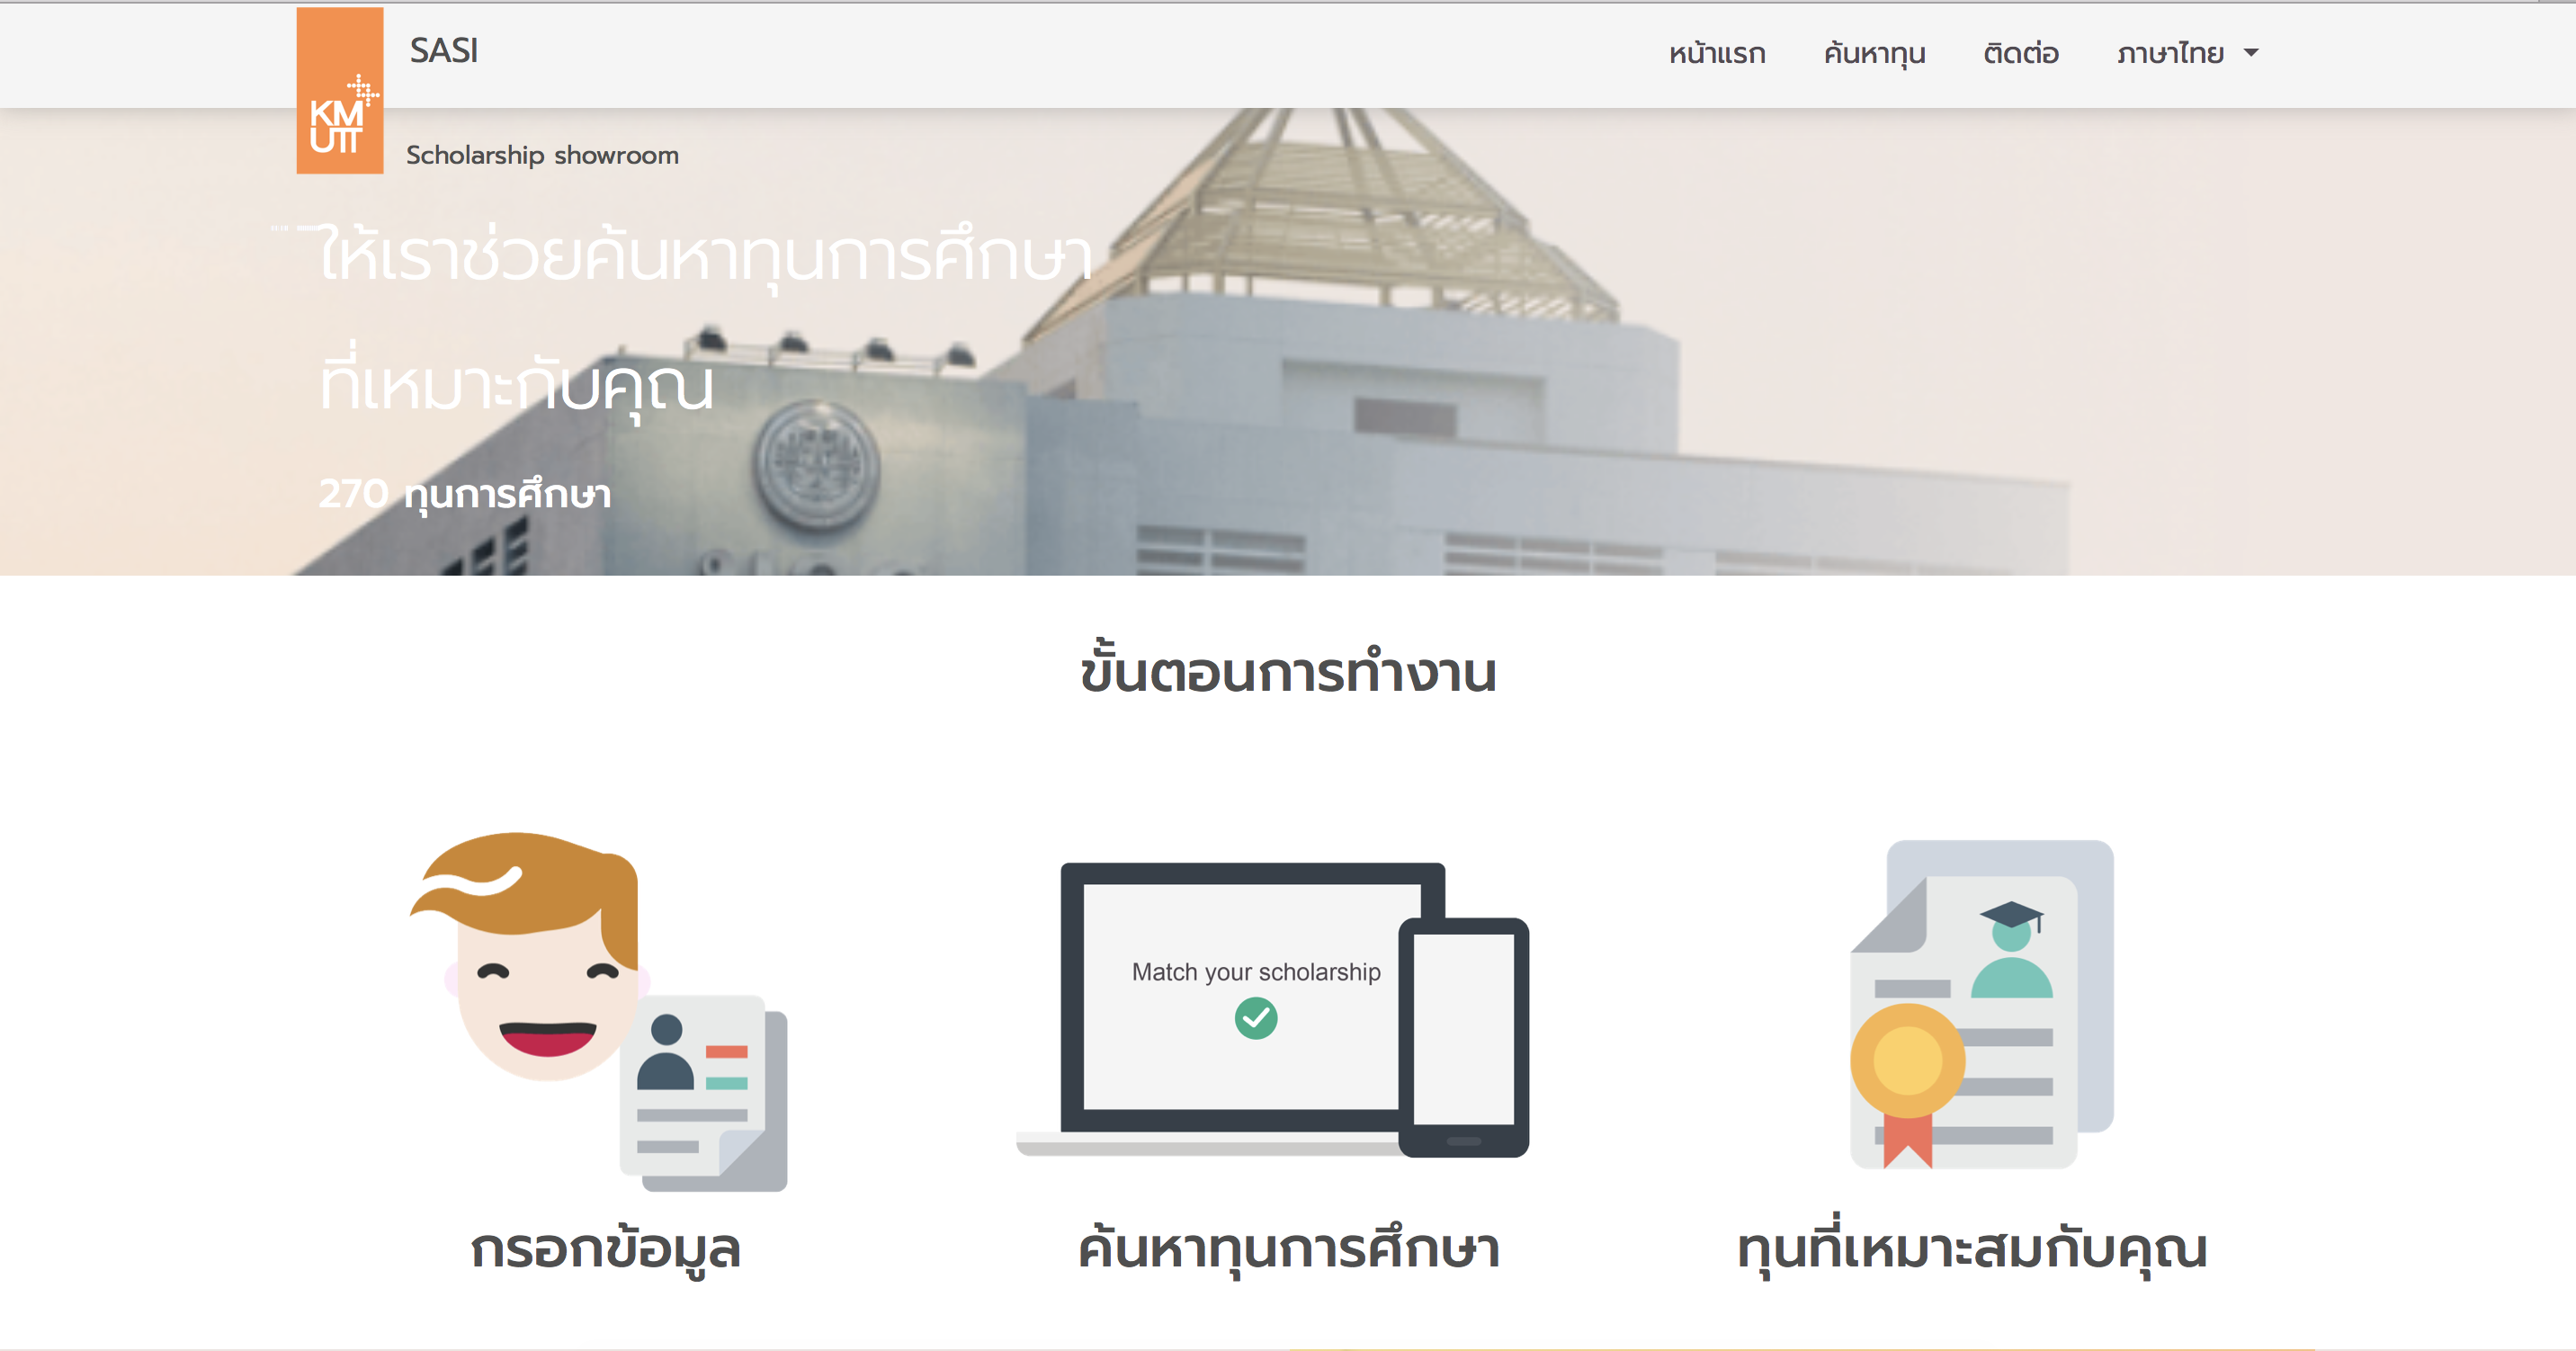 SASI
หน้าแรก ค้นหาทุน ติดต่อ ภาษาไทย
KM
UTT
Scholarship showroom
ให้เราช่วยค้นหาทุนการศึกษา
ที่เหมาะกับคุณ
270 ทุนการศึกษา
ขั้นตอนการทำงาน
Match your scholarship
กรอกข้อมูล
ค้นหาทุนการศึกษา
ทุนที่เหมาะสมกับคุณ